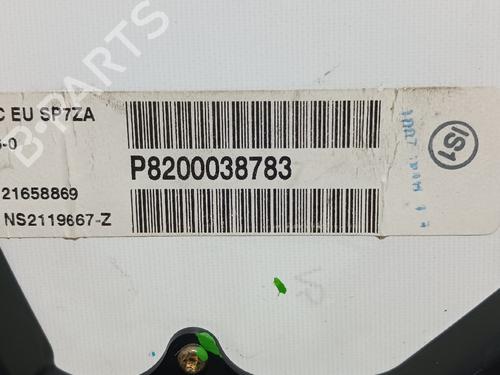 B-PARTS
C EU SP7ZA
-0
P8200038783
21658869
NS2119667-Z
IS1